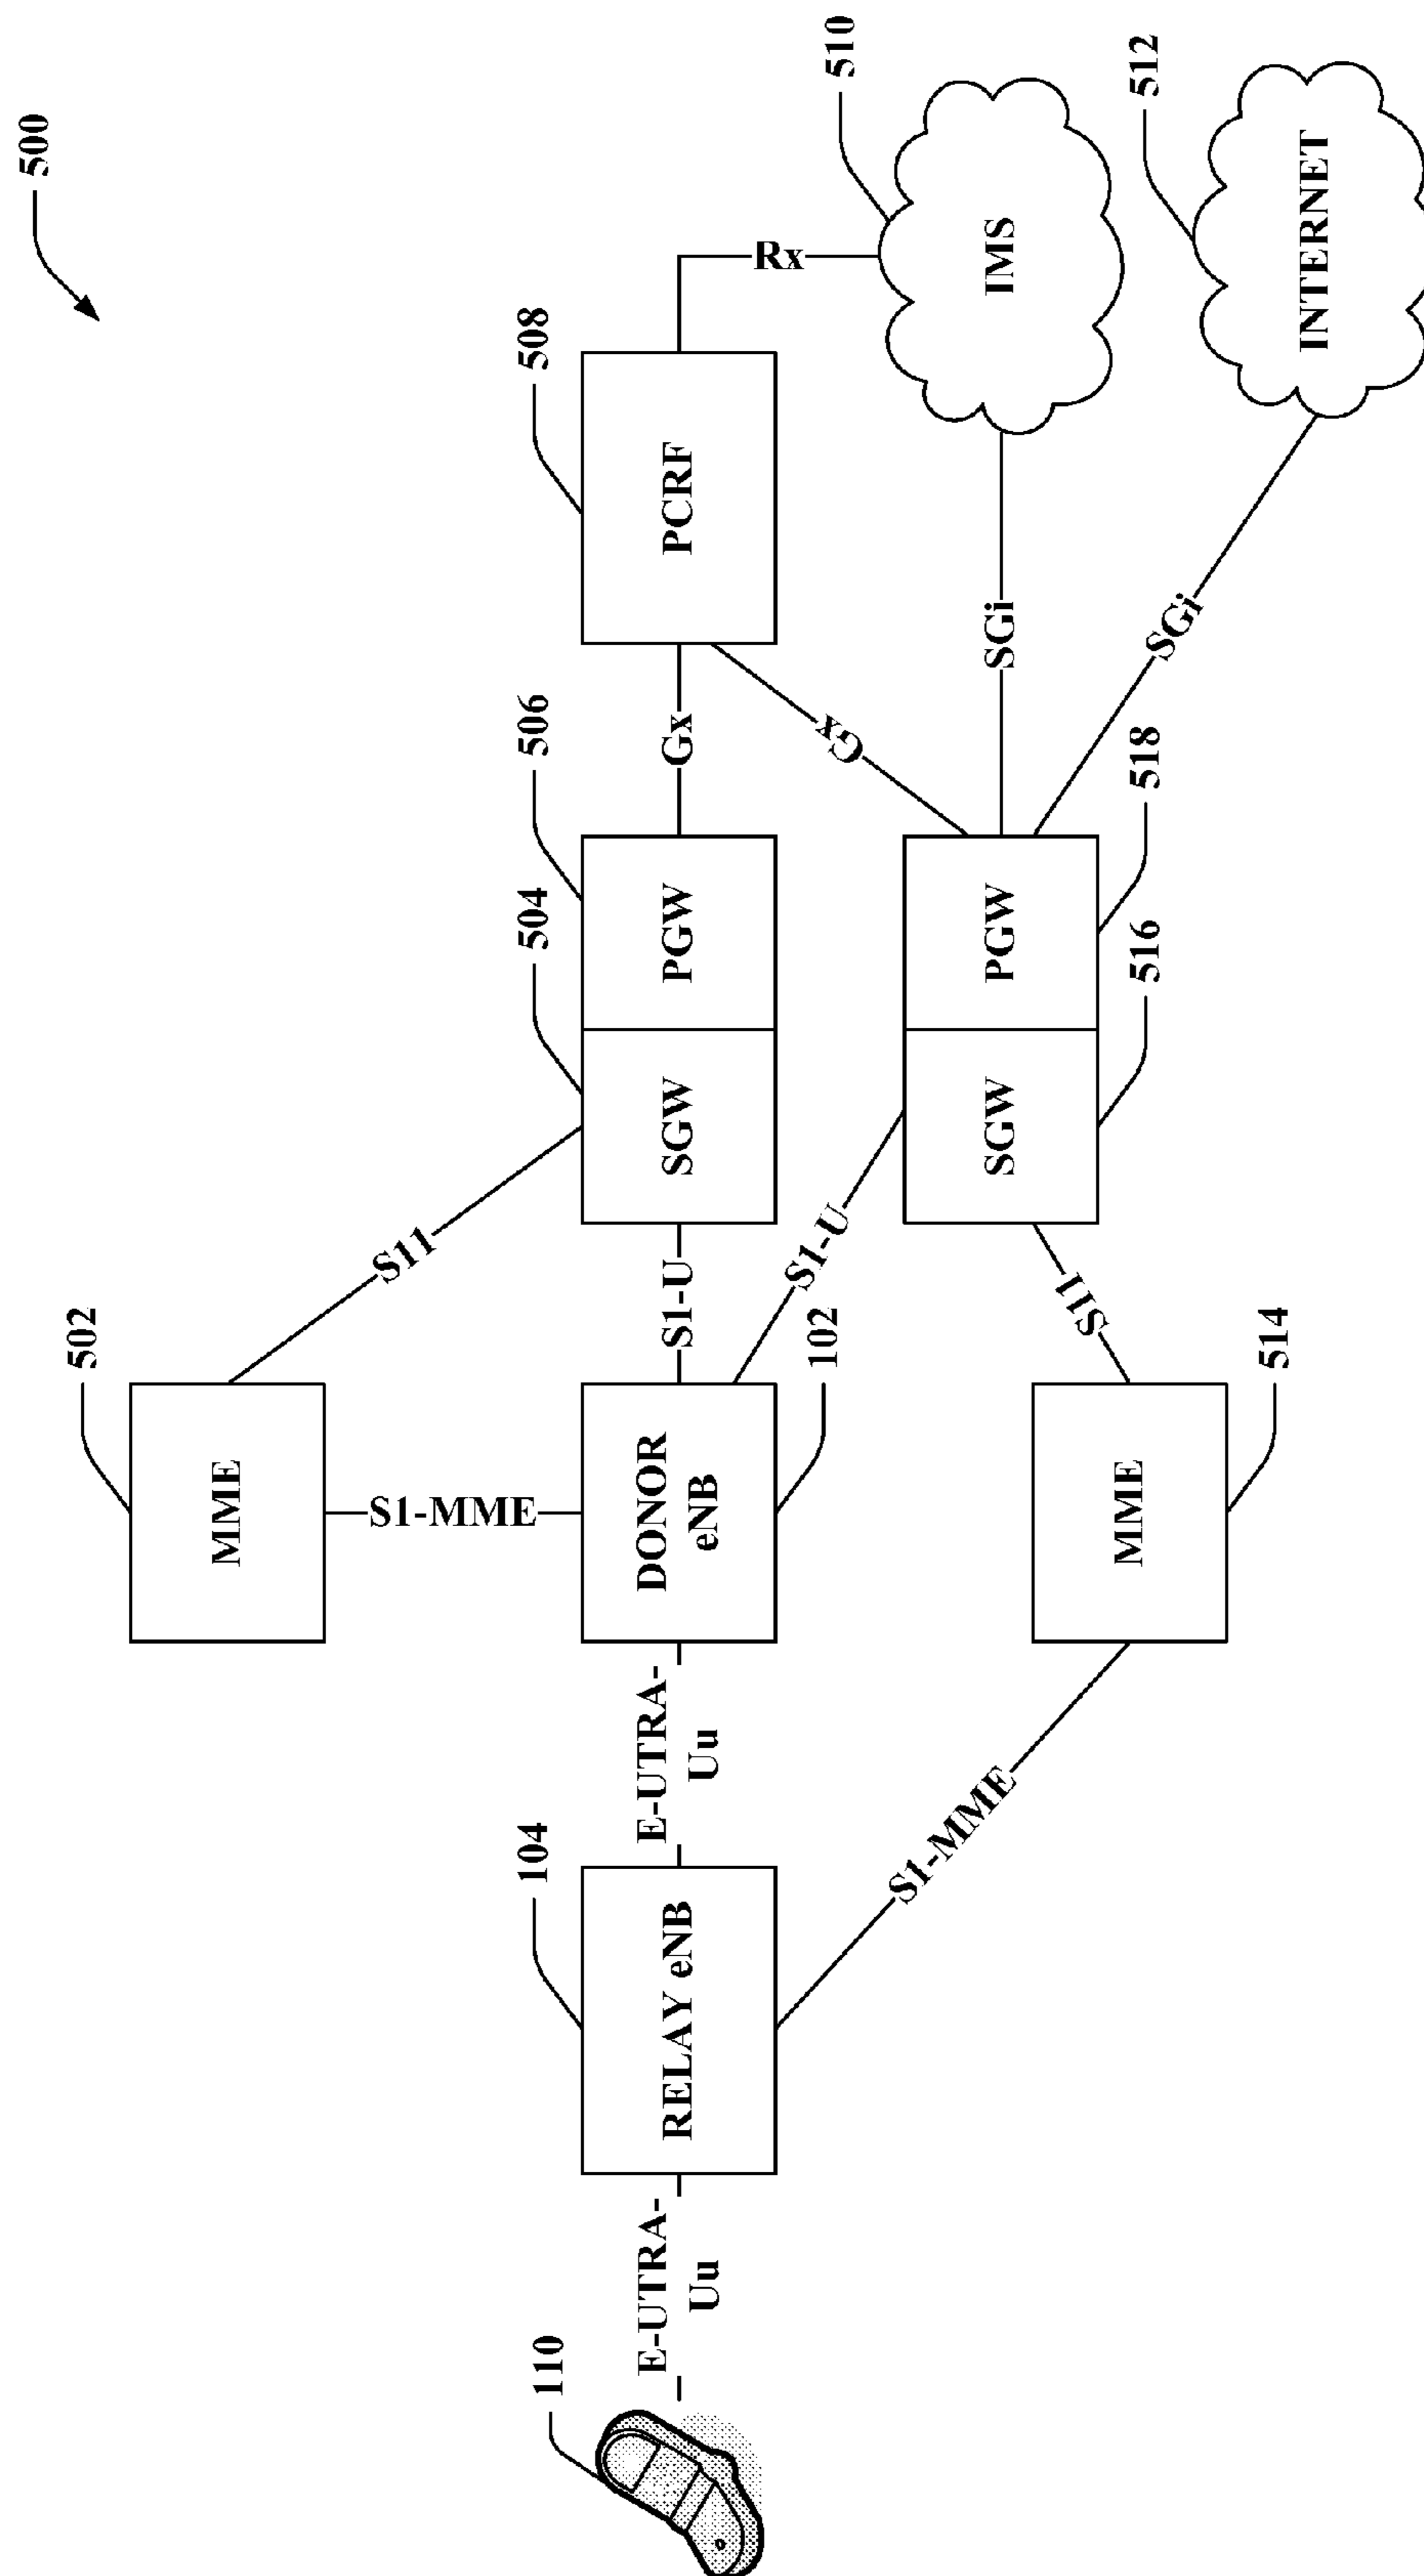 500
502
MME
S11
S1-MME
110
104
504
506
508
E-UTRA-
Uu
RELAY eNB
E-UTRA-
Uu
DONOR
eNB
S1-U
SGW
PGW
Gx
PCRF
Rx
102
S1-U
Gx
510
S1-MME
SGW
PGW
SGi
IMS
S11
MME
516
518
SGi
512
514
INTERNET